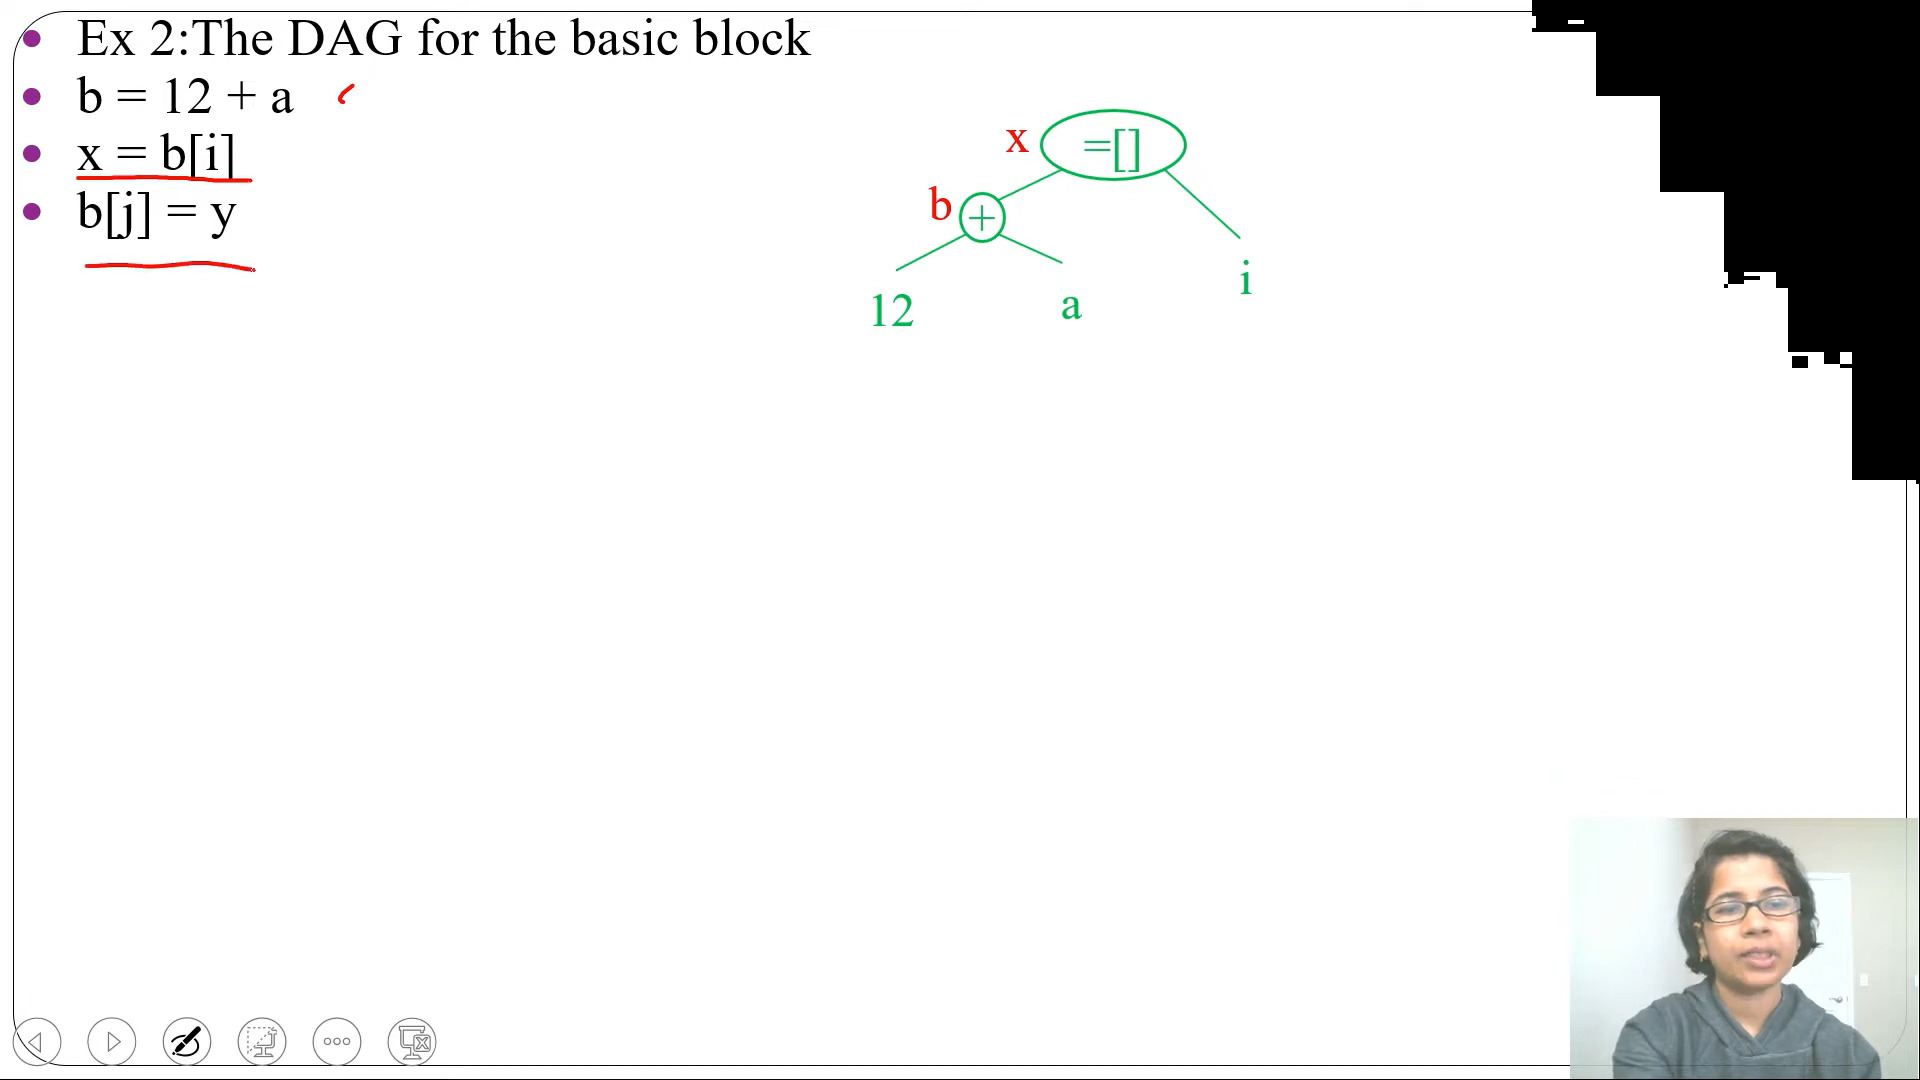 Ex 2:The DAG for the basic block
b = 12 + a
x = b[i]
b[j] = y
x =[]
b +
12 a i